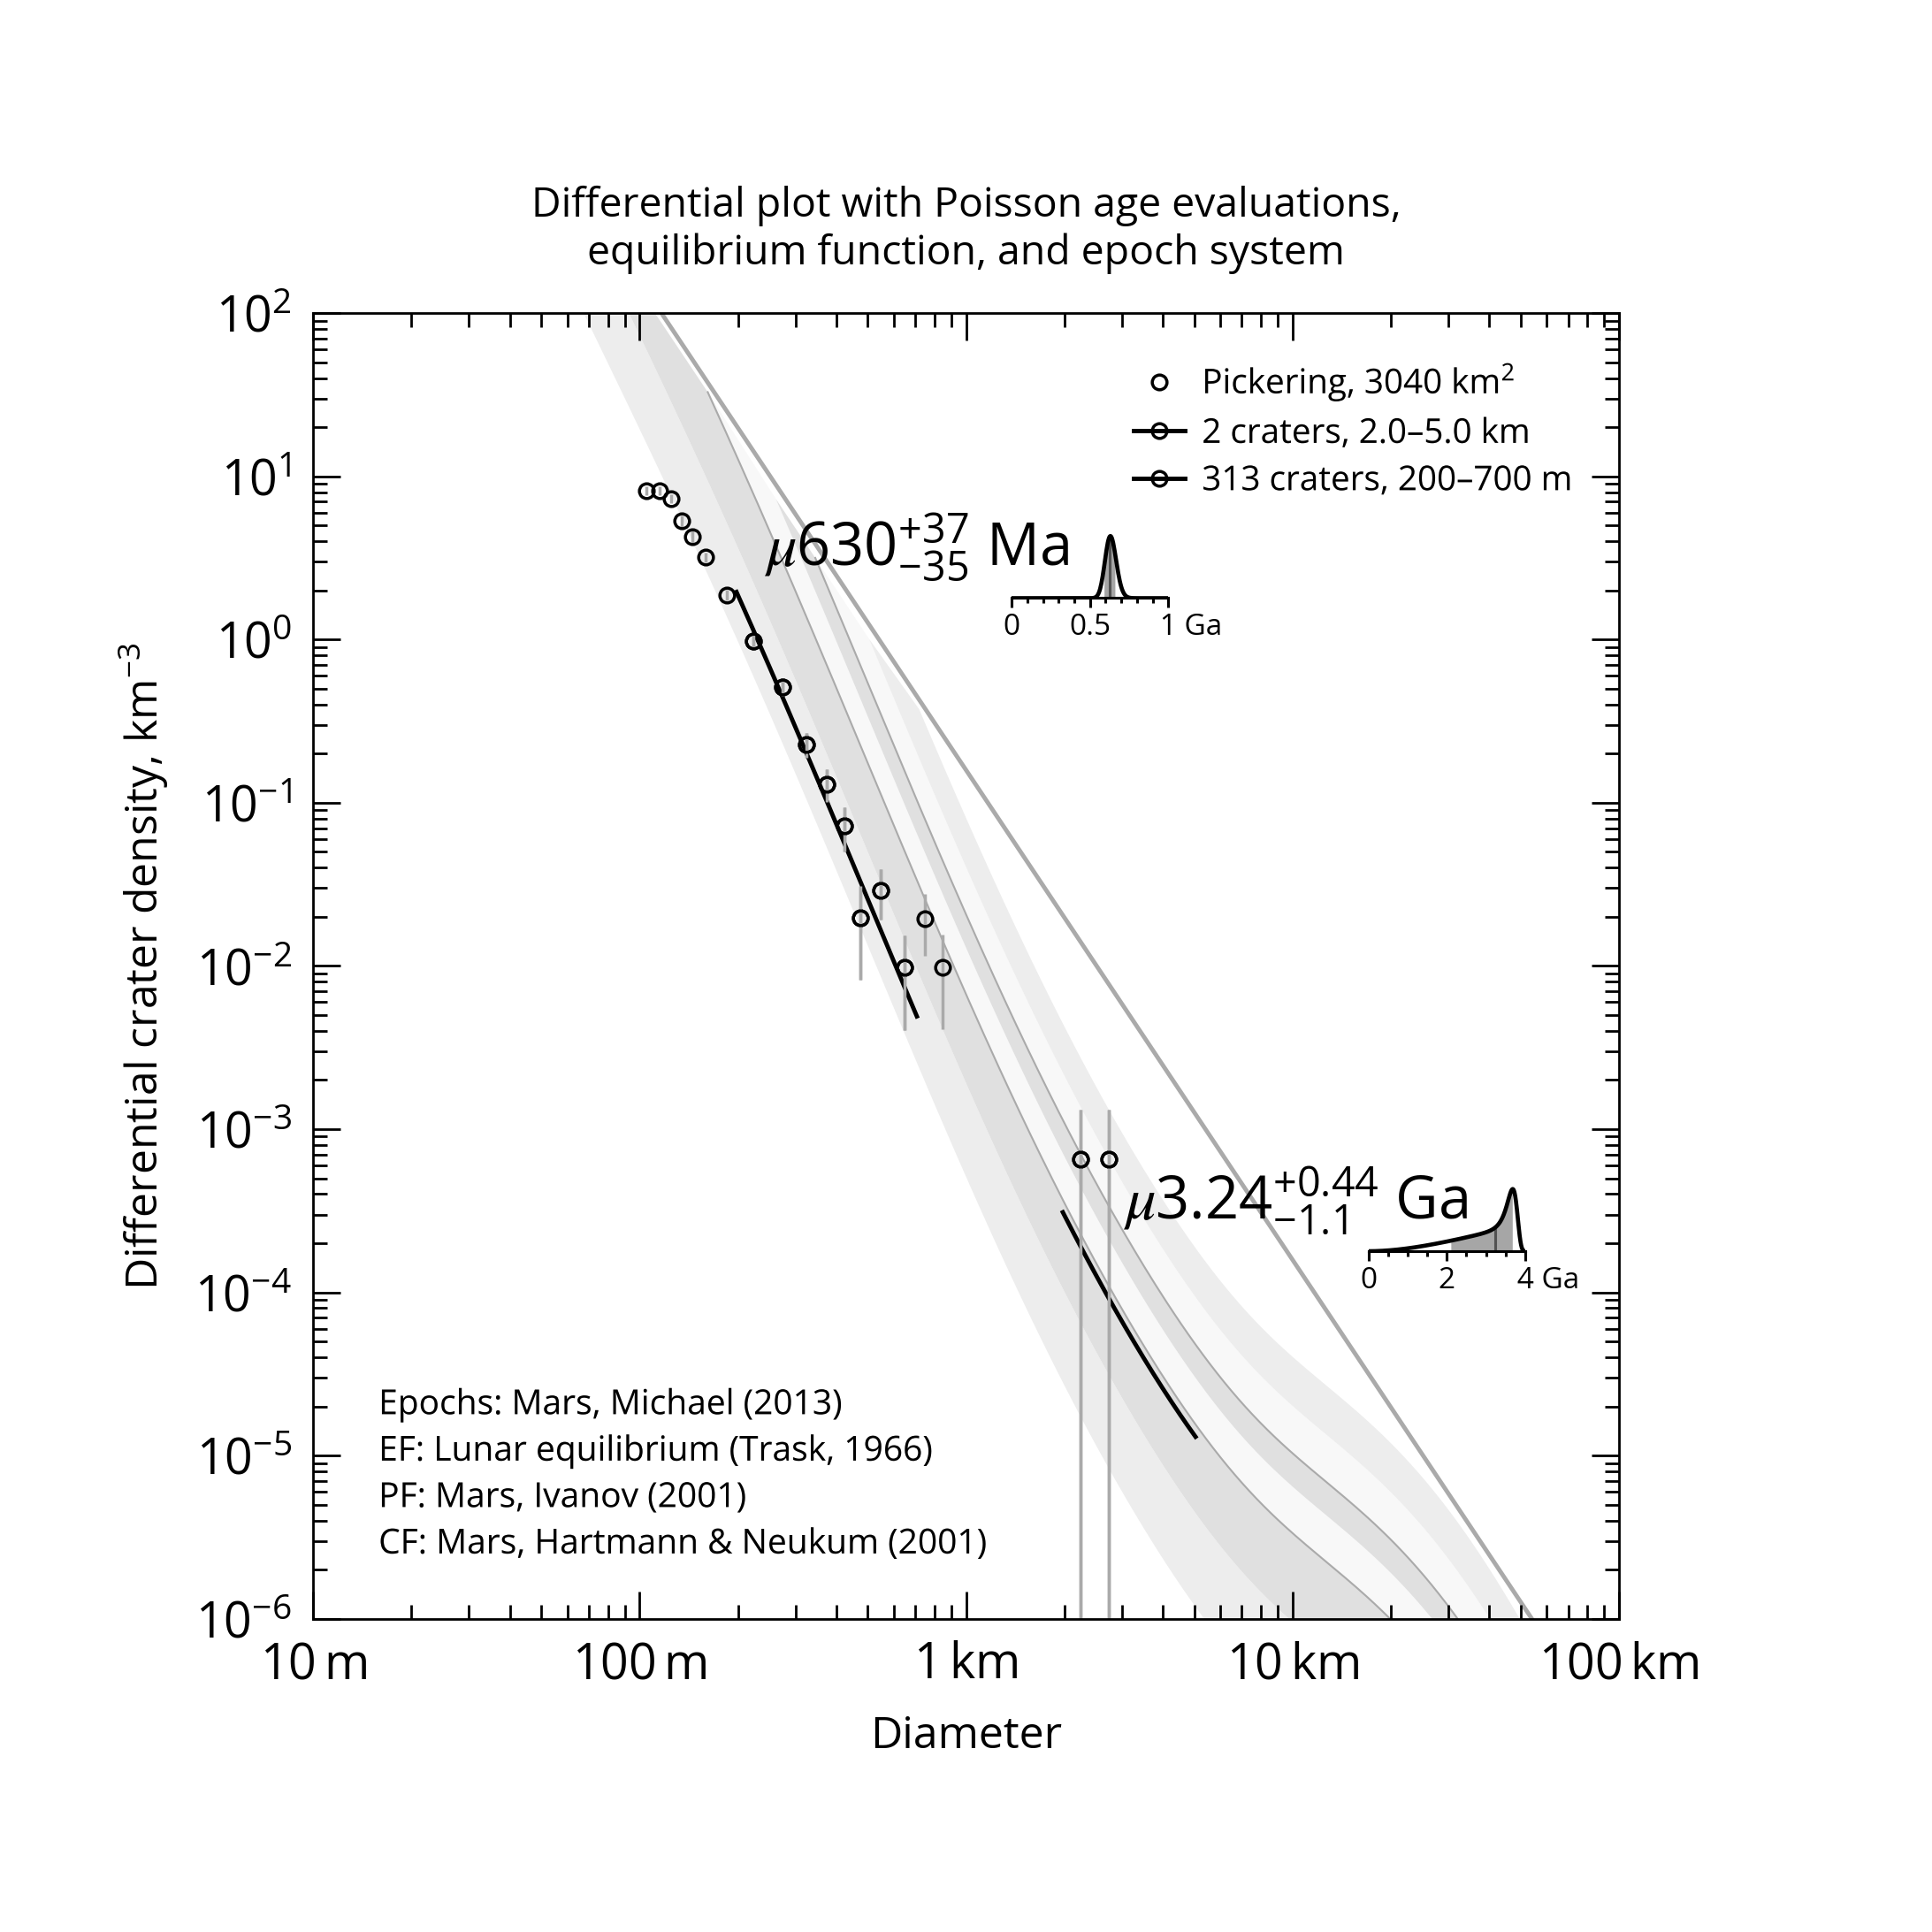 Differential plot with Poisson age evaluations,
equilibrium function, and epoch system
10²
10¹
10⁰
10⁻¹
10⁻²
10⁻³
10⁻⁴
10⁻⁵
10⁻⁶
Differential crater density, km⁻³
Pickering, 3040 km²
2 craters, 2.0–5.0 km
313 craters, 200–700 m
μ630 +37 −35 Ma
0 0.5 1 Ga
μ3.24 +0.44 −1.1 Ga
0 2 4 Ga
Epochs: Mars, Michael (2013)
EF: Lunar equilibrium (Trask, 1966)
PF: Mars, Ivanov (2001)
CF: Mars, Hartmann & Neukum (2001)
10 m 100 m 1 km 10 km 100 km
Diameter